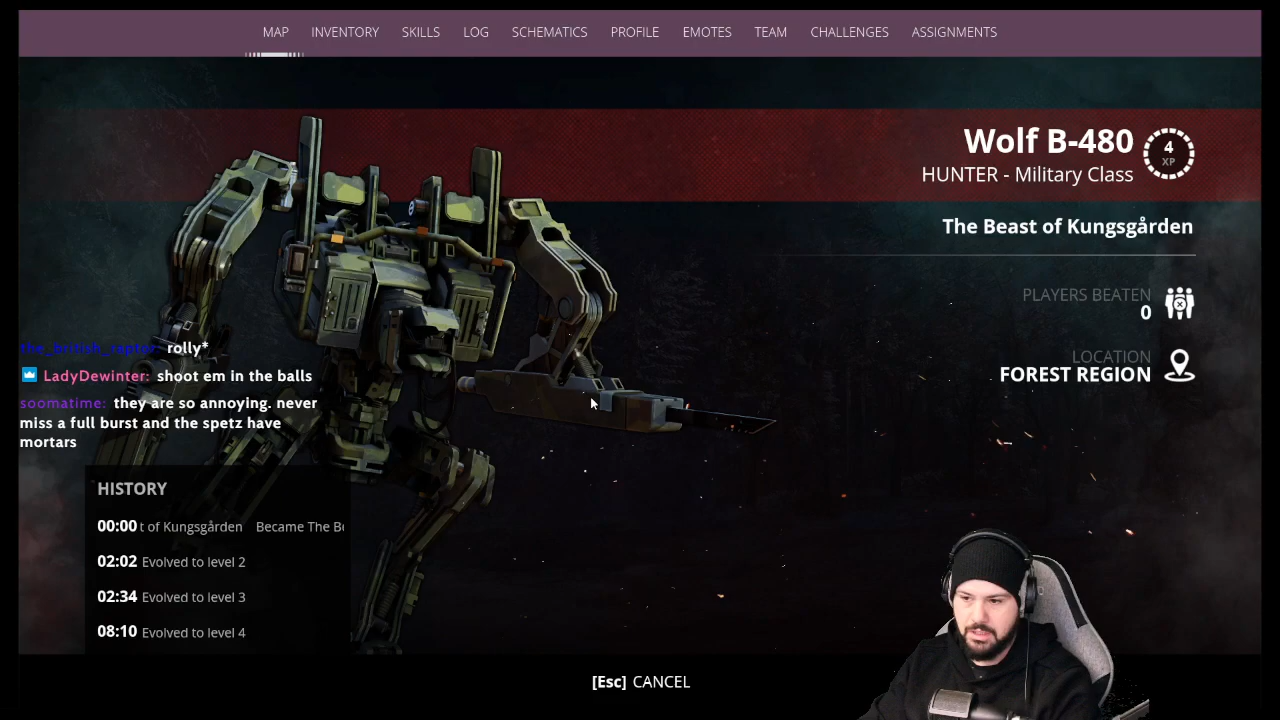 MAP INVENTORY SKILLS LOG SCHEMATICS PROFILE EMOTES TEAM CHALLENGES ASSIGNMENTS
Wolf B-480
4
XP
HUNTER - Military Class
The Beast of Kungsgården
PLAYERS BEATEN
0
LOCATION
FOREST REGION
the_british_raptor: rolly*
LadyDewinter: shoot em in the balls
soomatime: they are so annoying. never
miss a full burst and the spetz have
mortars
HISTORY
00:00 t of Kungsgården Became The Be
02:02 Evolved to level 2
02:34 Evolved to level 3
08:10 Evolved to level 4
[Esc] CANCEL